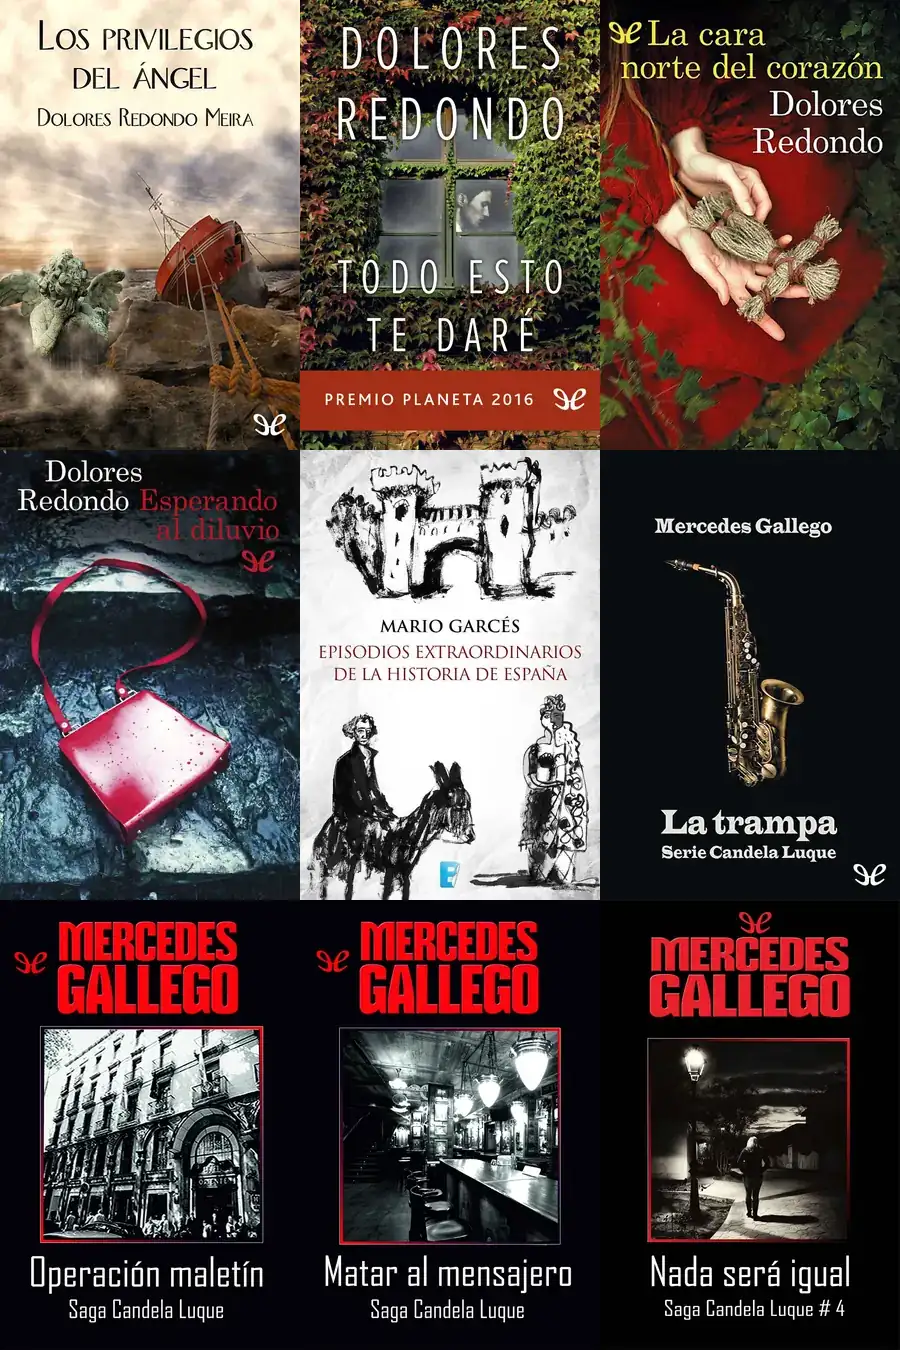 LOS PRIVILEGIOS
DEL ÁNGEL
DOLORES REDONDO MEIRA
DOLORES
REDONDO
TODO ESTO
TE DARÉ
PREMIO PLANETA 2016
La cara
norte del corazón
Dolores
Redondo
Dolores
Redondo Esperando
al diluvio
MARIO GARCÉS
EPISODIOS EXTRAORDINARIOS
DE LA HISTORIA DE ESPAÑA
Mercedes Gallego
La trampa
Serie Candela Luque
MERCEDES
GALLEGO
Operación maletín
Saga Candela Luque
MERCEDES
GALLEGO
Matar al mensajero
Saga Candela Luque
MERCEDES
GALLEGO
Nada será igual
Saga Candela Luque # 4